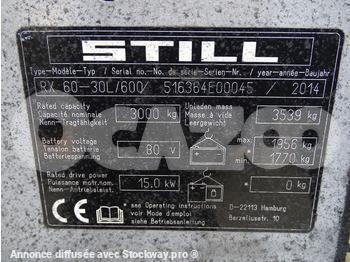 STILL
Type-Modèle-Typ / Serial no.-No. de série-Serien-Nr. / year-année-Baujahr
RX 60-30L/600/ 516364E00045 / 2014
Rated capacity
Capacité nominale
Nenn-Tragfähigkeit
3000 kg
Unladen mass
Masse à vide
Leergewicht
3539 kg
Battery voltage
Tension batterie
Batteriespannung
80 V
max 1956 kg
min 1770 kg
Rated drive power
Puissance motr.nom.
Nenn-Antriebsleist.
15.0 kW
* 0 kg
CE
* see Operating instructions
voir Mode d'emploi
siehe Betriebsanleitung
D-22113 Hamburg
Berzeliusstr. 10
Annonce diffusée avec Stockway.pro®